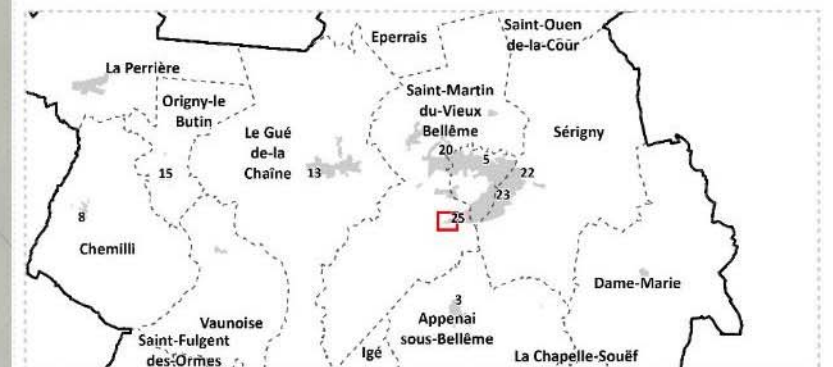 Saint-Ouen
de-la-Cour
Eperrais
La Perrière
Saint-Martin
du-Vieux
Bellême
Origny-le
Butin
Le Gué
de-la
Chaîne
Sérigny
20
5
15
13
22
23
8
25
Chemilli
Dame-Marie
3
Appenai
sous-Bellême
Vaunoise
Saint-Fulgent
des-Ormes
Igé
La Chapelle-Souëf